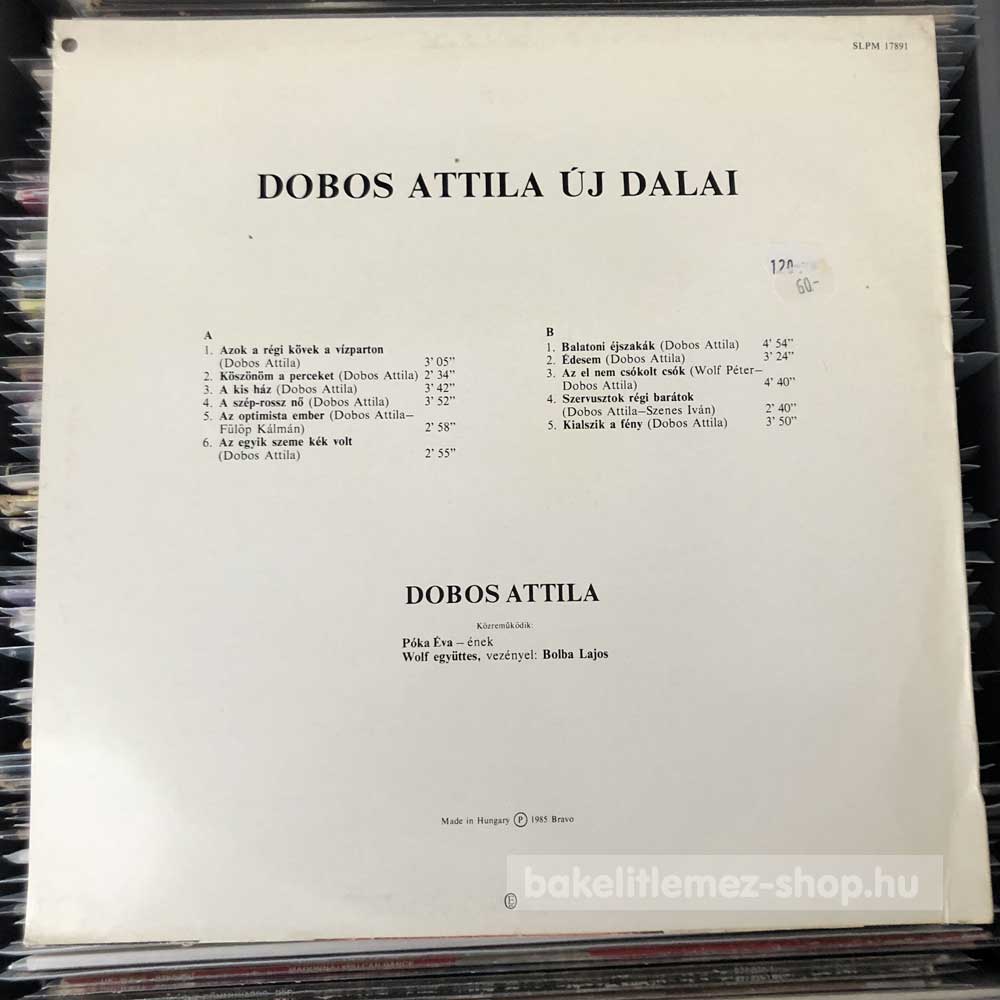 SLPM 17891
DOBOS ATTILA ÚJ DALAI
120
60-
A
1. Azok a régi kövek a vízparton
(Dobos Attila) 3' 05"
2. Köszönöm a perceket (Dobos Attila) 2' 34"
3. A kis ház (Dobos Attila) 3' 42"
4. A szép-rossz nő (Dobos Attila) 3' 52"
5. Az optimista ember (Dobos Attila—
Fülöp Kálmán) 2' 58"
6. Az egyik szeme kék volt
(Dobos Attila) 2' 55"
B
1. Balatoni éjszakák (Dobos Attila) 4' 54"
2. Édesem (Dobos Attila) 3' 24"
3. Az el nem csókolt csók (Wolf Péter—
Dobos Attila) 4' 40"
4. Szervusztok régi barátok
(Dobos Attila—Szenes Iván) 2' 40"
5. Kialszik a fény (Dobos Attila) 3' 50"
DOBOS ATTILA
Közreműködik:
Póka Éva — ének
Wolf együttes, vezényel: Bolba Lajos
Made in Hungary Ⓟ 1985 Bravo
bakelitlemez-shop.hu